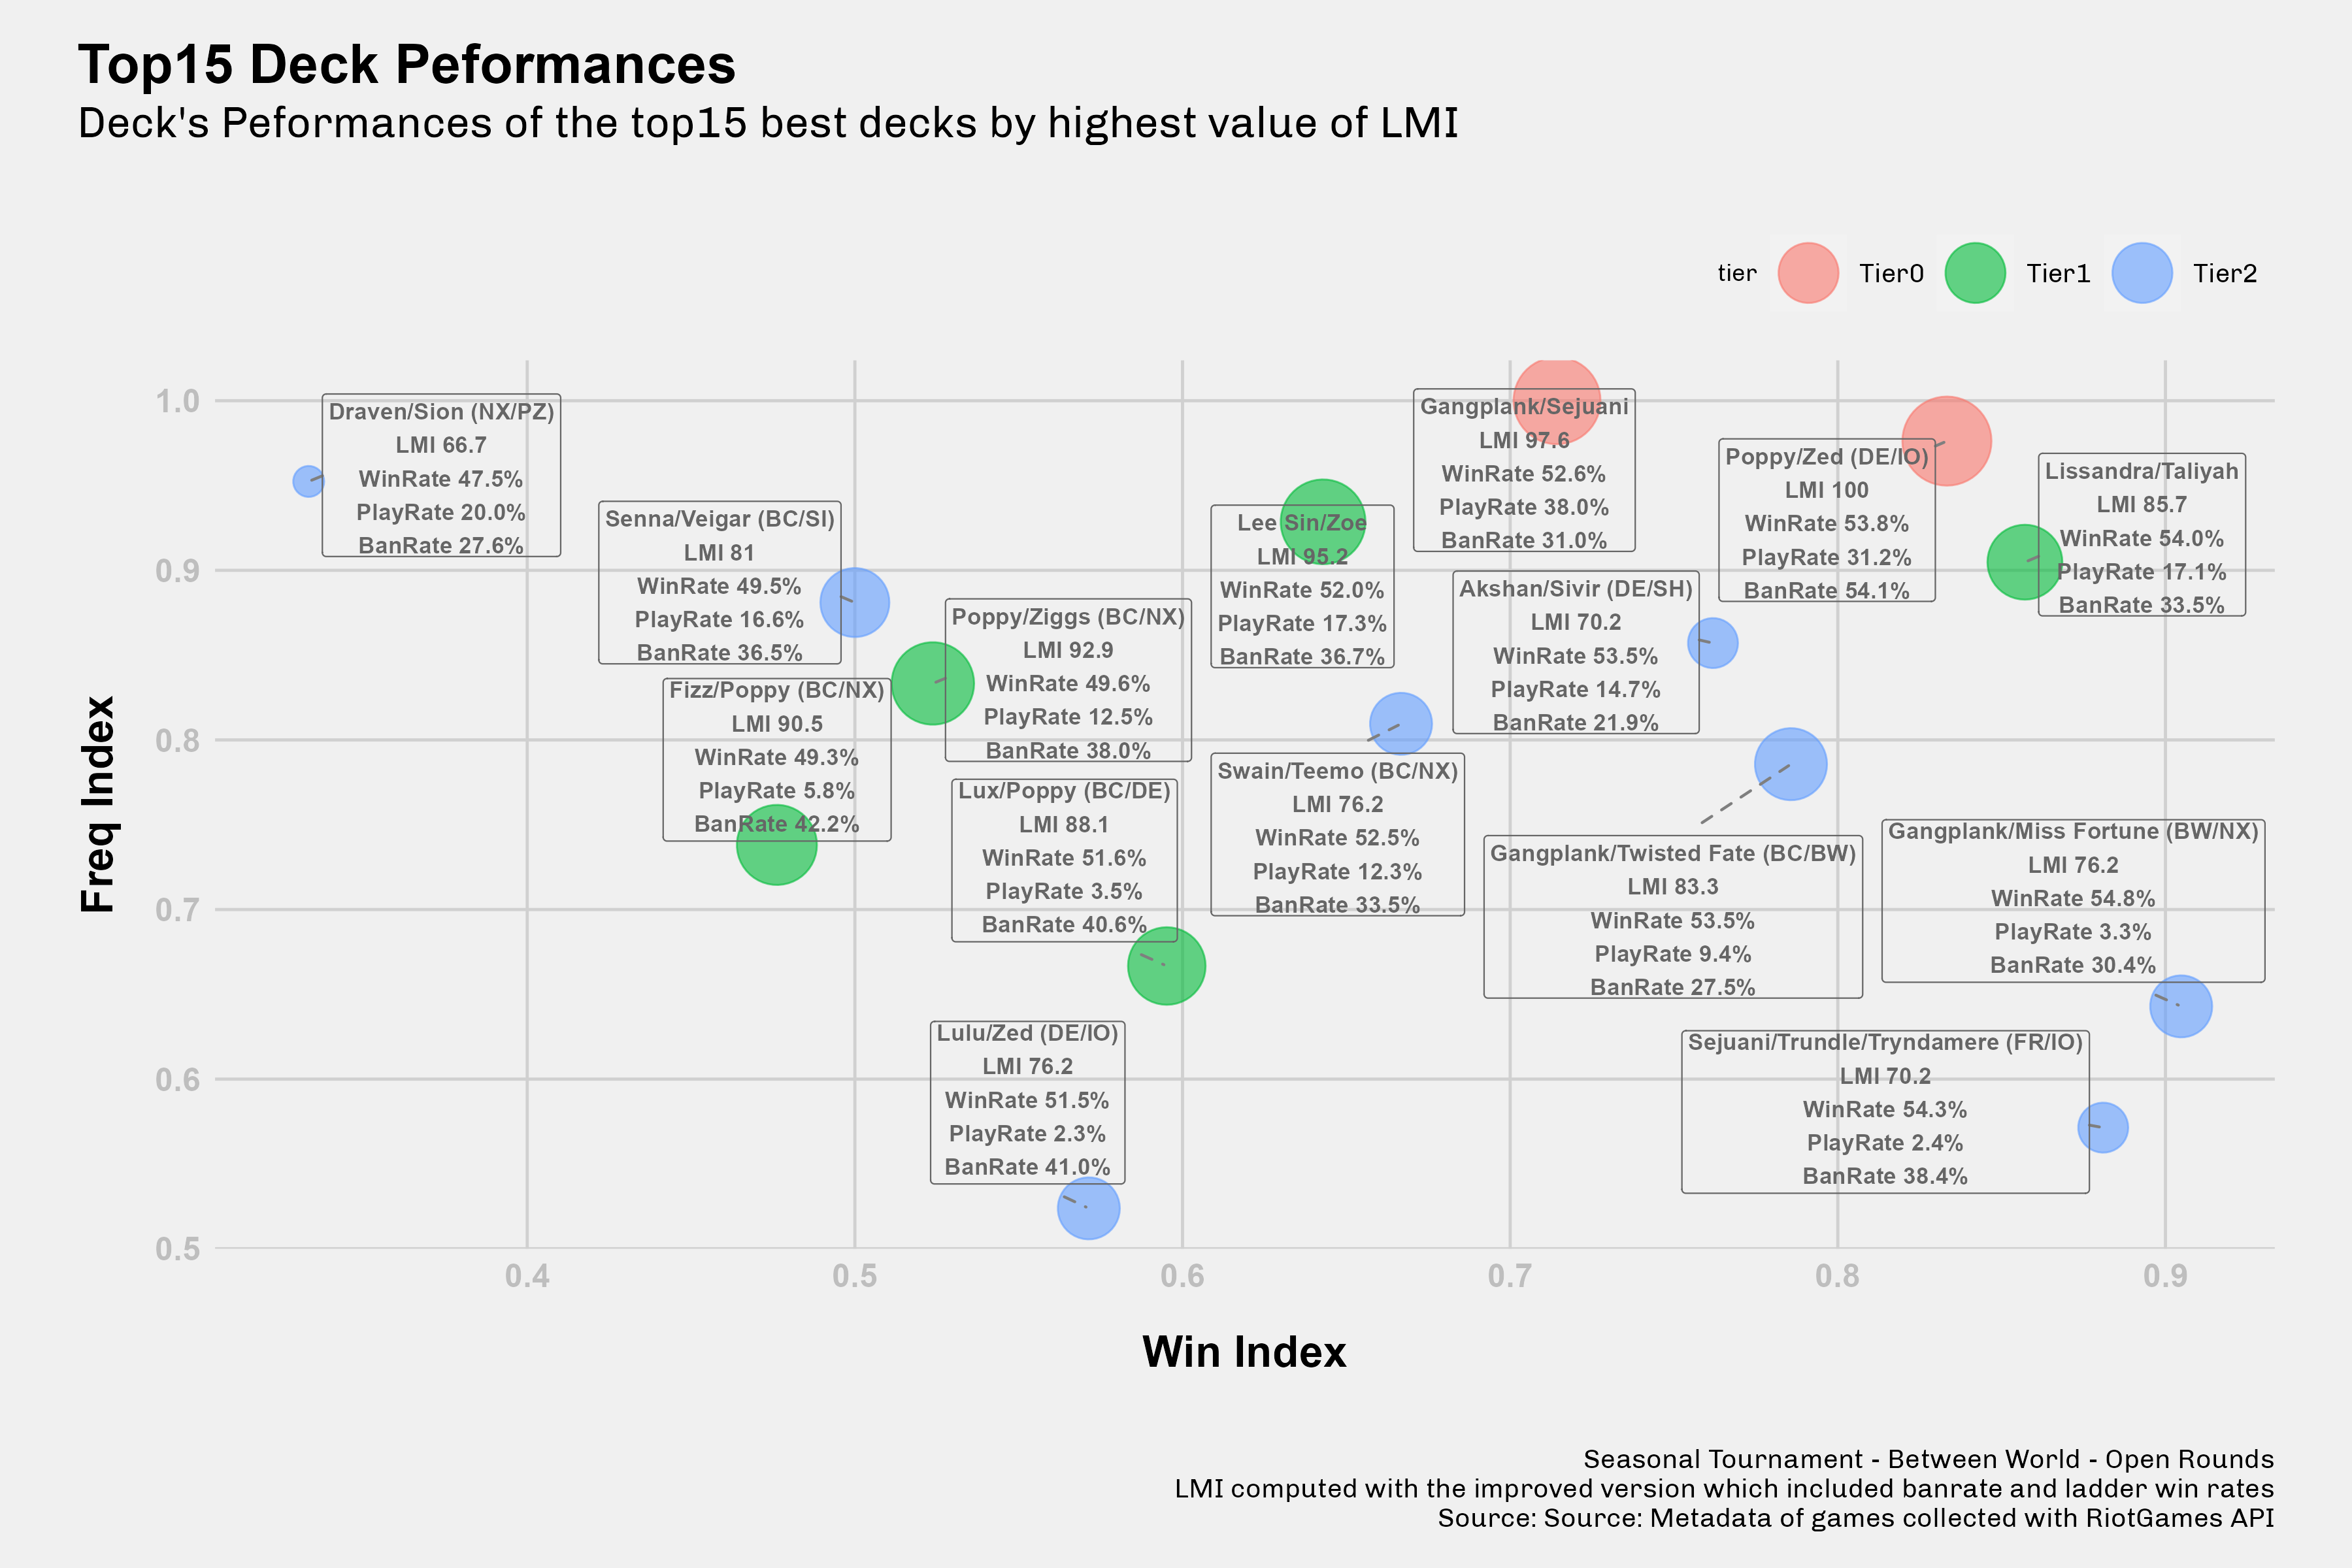 Top15 Deck Peformances
Deck's Peformances of the top15 best decks by highest value of LMI
tier Tier0 Tier1 Tier2
Freq Index
1.0
0.9
0.8
0.7
0.6
0.5
Draven/Sion (NX/PZ)
LMI 66.7
WinRate 47.5%
PlayRate 20.0%
BanRate 27.6%
Senna/Veigar (BC/SI)
LMI 81
WinRate 49.5%
PlayRate 16.6%
BanRate 36.5%
Poppy/Ziggs (BC/NX)
LMI 92.9
WinRate 49.6%
PlayRate 12.5%
BanRate 38.0%
Fizz/Poppy (BC/NX)
LMI 90.5
WinRate 49.3%
PlayRate 5.8%
BanRate 42.2%
Lux/Poppy (BC/DE)
LMI 88.1
WinRate 51.6%
PlayRate 3.5%
BanRate 40.6%
Lulu/Zed (DE/IO)
LMI 76.2
WinRate 51.5%
PlayRate 2.3%
BanRate 41.0%
Lee Sin/Zoe
LMI 95.2
WinRate 52.0%
PlayRate 17.3%
BanRate 36.7%
Gangplank/Sejuani
LMI 97.6
WinRate 52.6%
PlayRate 38.0%
BanRate 31.0%
Akshan/Sivir (DE/SH)
LMI 70.2
WinRate 53.5%
PlayRate 14.7%
BanRate 21.9%
Swain/Teemo (BC/NX)
LMI 76.2
WinRate 52.5%
PlayRate 12.3%
BanRate 33.5%
Poppy/Zed (DE/IO)
LMI 100
WinRate 53.8%
PlayRate 31.2%
BanRate 54.1%
Lissandra/Taliyah
LMI 85.7
WinRate 54.0%
PlayRate 17.1%
BanRate 33.5%
Gangplank/Twisted Fate (BC/BW)
LMI 83.3
WinRate 53.5%
PlayRate 9.4%
BanRate 27.5%
Gangplank/Miss Fortune (BW/NX)
LMI 76.2
WinRate 54.8%
PlayRate 3.3%
BanRate 30.4%
Sejuani/Trundle/Tryndamere (FR/IO)
LMI 70.2
WinRate 54.3%
PlayRate 2.4%
BanRate 38.4%
0.4 0.5 0.6 0.7 0.8 0.9
Win Index
Seasonal Tournament - Between World - Open Rounds
LMI computed with the improved version which included banrate and ladder win rates
Source: Source: Metadata of games collected with RiotGames API